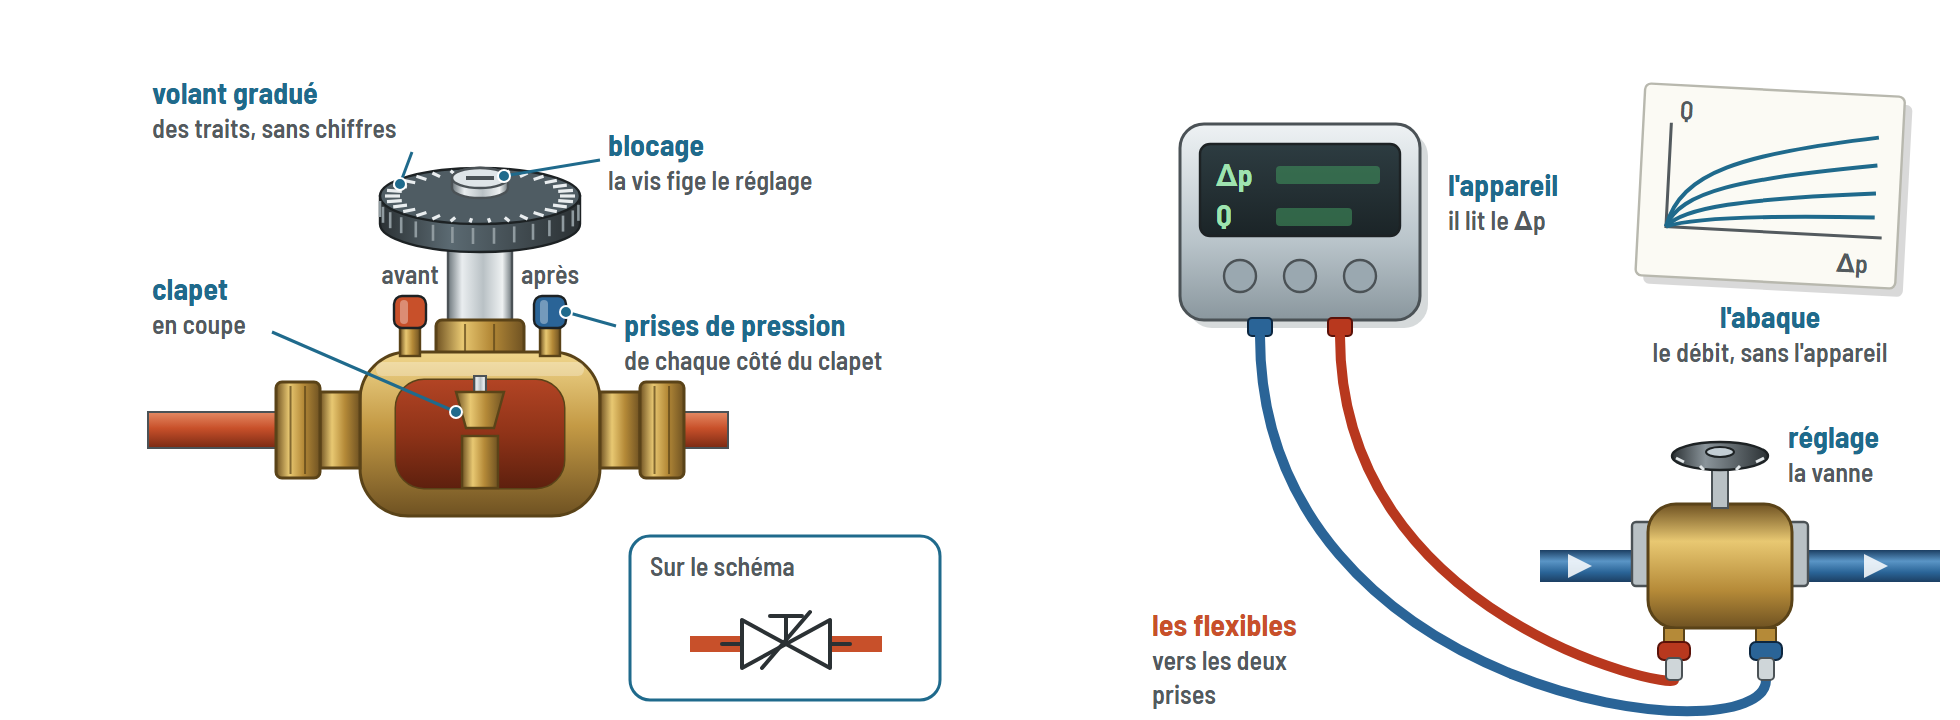 volant gradué
des traits, sans chiffres
blocage
la vis fige le réglage
avant
après
clapet
en coupe
prises de pression
de chaque côté du clapet
Sur le schéma
Δp
Q
l'appareil
il lit le Δp
Q
Δp
l'abaque
le débit, sans l'appareil
réglage
la vanne
les flexibles
vers les deux
prises